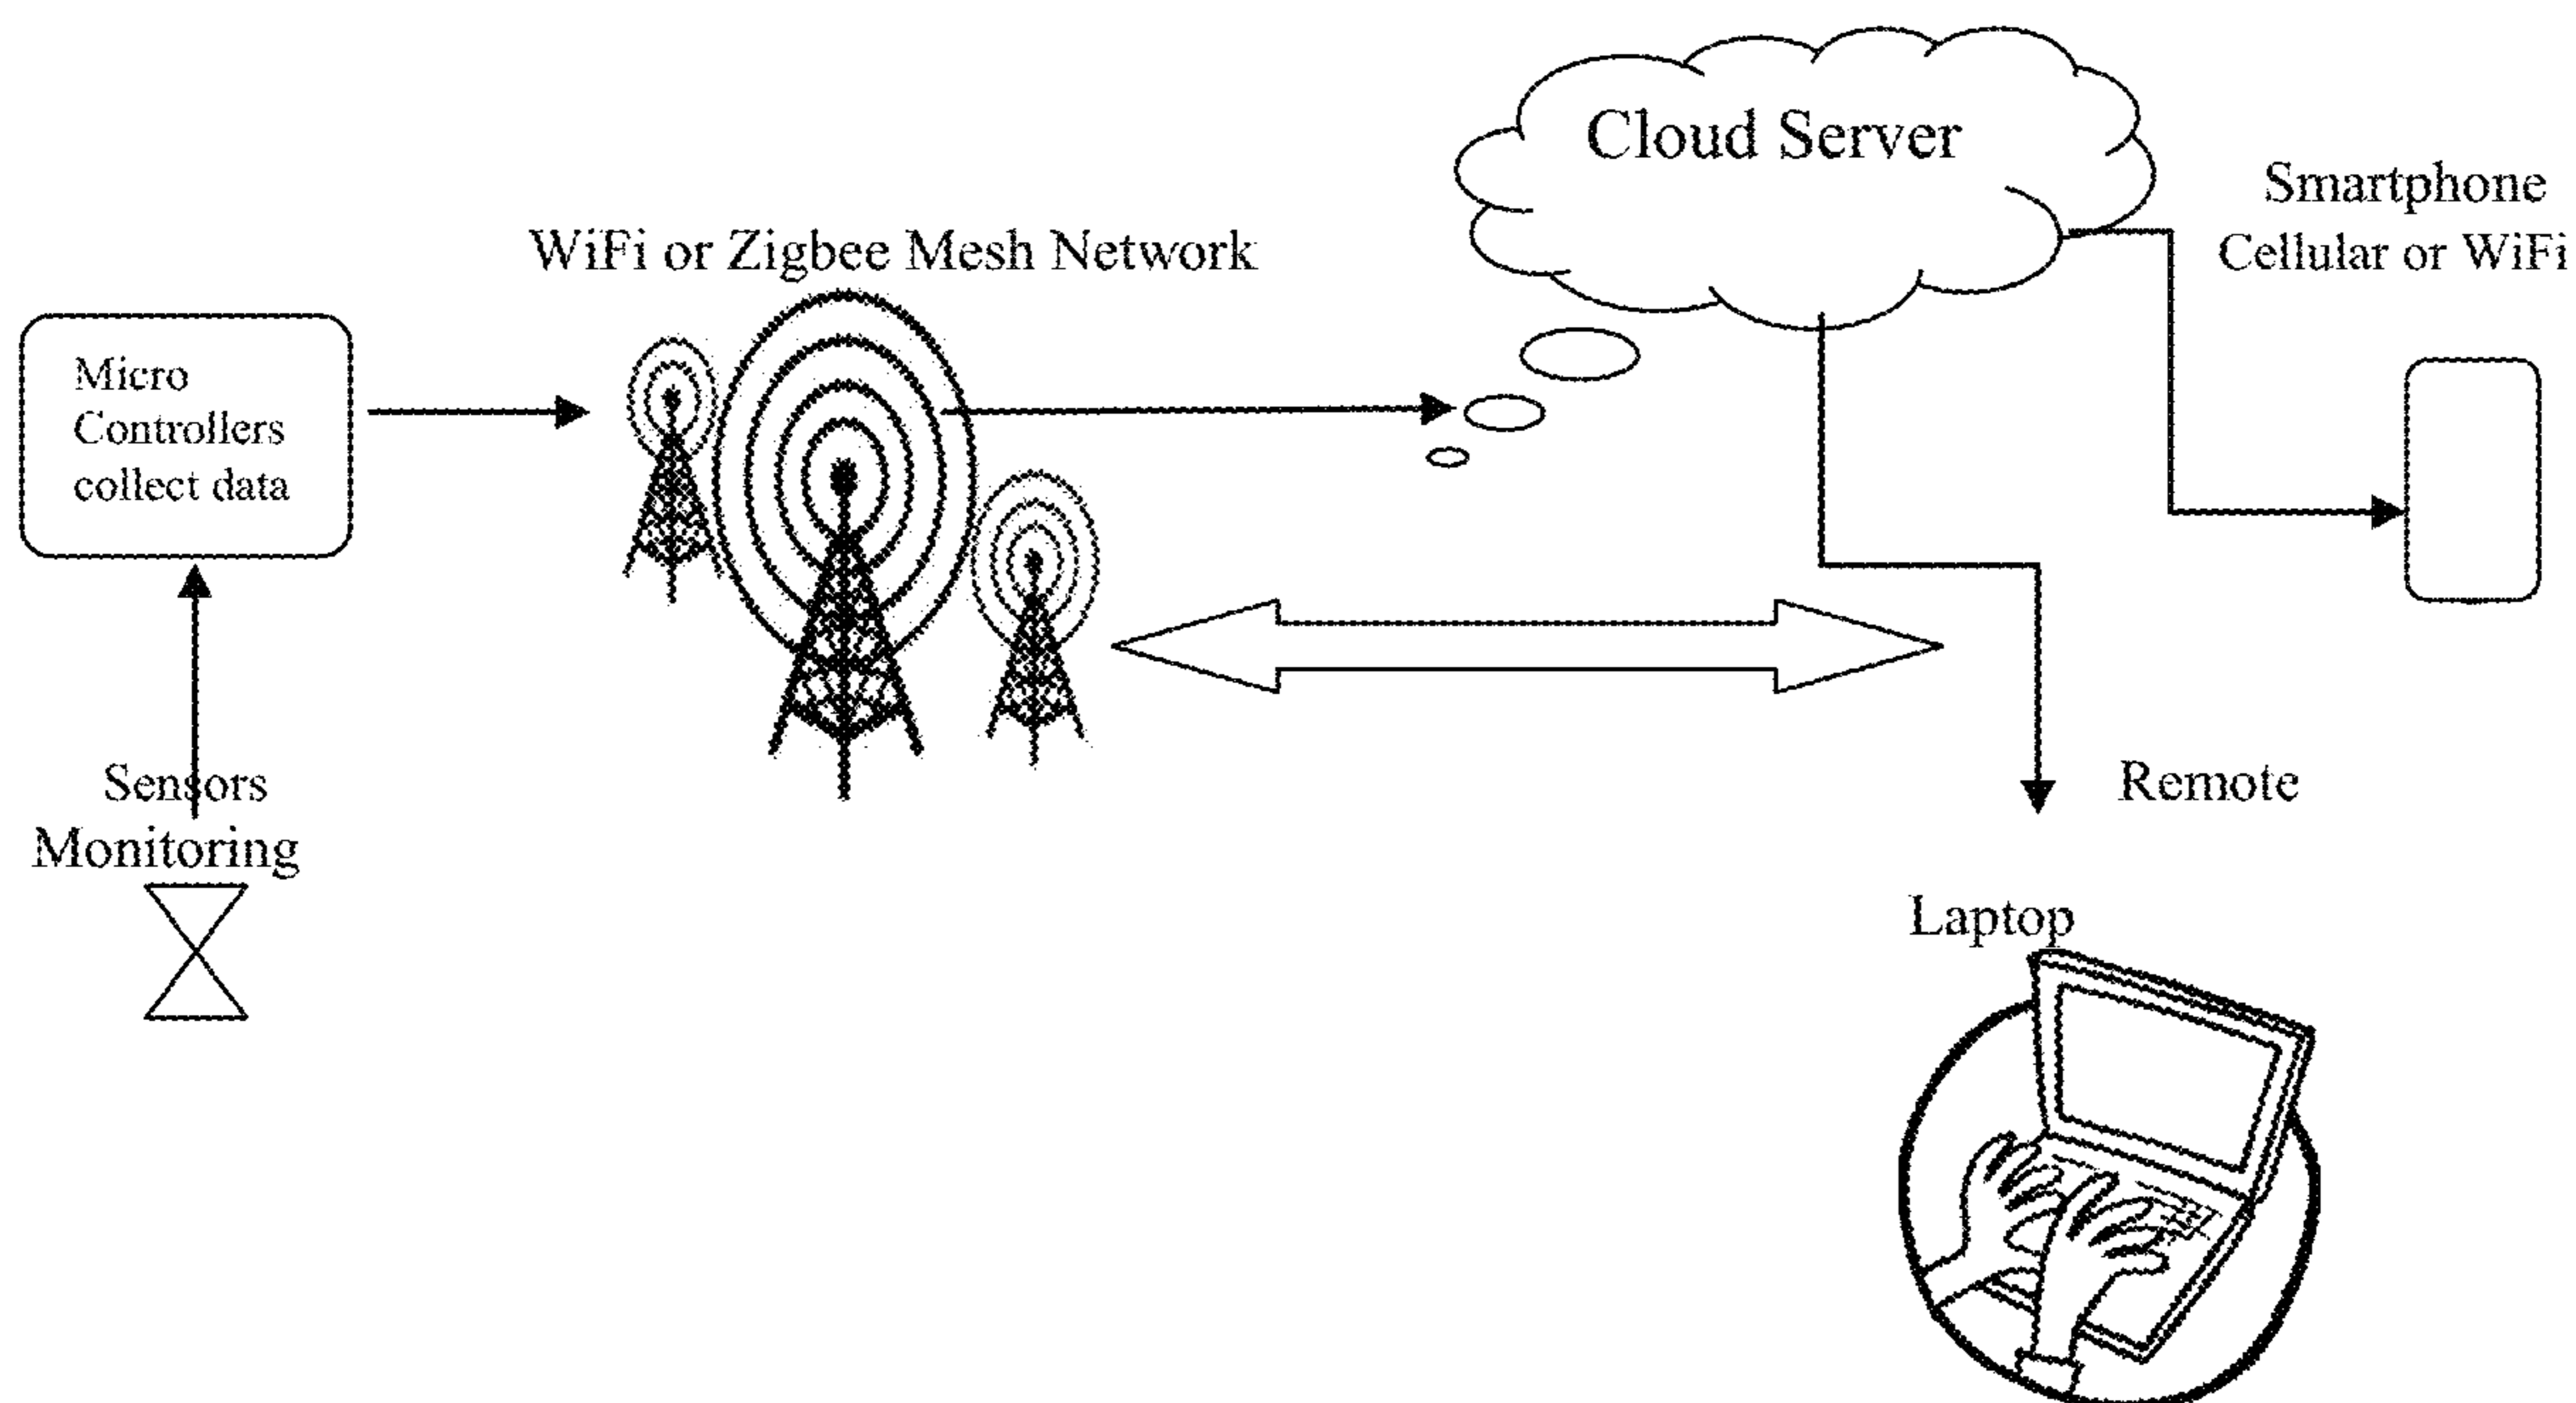 Cloud Server
Smartphone
Cellular or WiFi
WiFi or Zigbee Mesh Network
Micro
Controllers
collect data
Sensors
Monitoring
Remote
Laptop